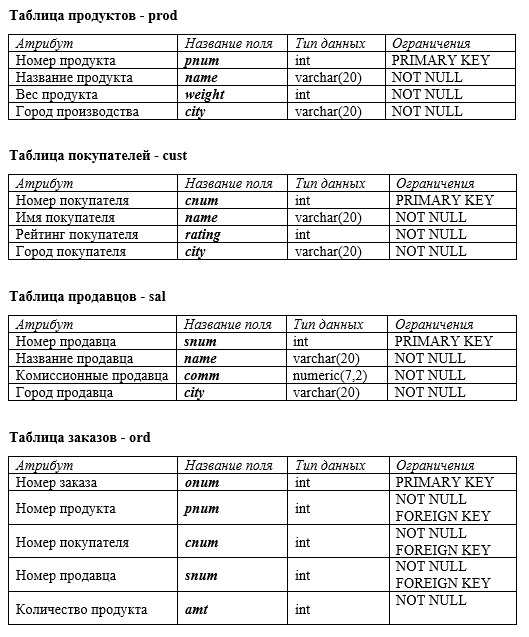 Таблица продуктов - prod
Атрибут Название поля Тип данных Ограничения
Номер продукта pnum int PRIMARY KEY
Название продукта name varchar(20) NOT NULL
Вес продукта weight int NOT NULL
Город производства city varchar(20) NOT NULL
Таблица покупателей - cust
Атрибут Название поля Тип данных Ограничения
Номер покупателя cnum int PRIMARY KEY
Имя покупателя name varchar(20) NOT NULL
Рейтинг покупателя rating int NOT NULL
Город покупателя city varchar(20) NOT NULL
Таблица продавцов - sal
Атрибут Название поля Тип данных Ограничения
Номер продавца snum int PRIMARY KEY
Название продавца name varchar(20) NOT NULL
Комиссионные продавца comm numeric(7,2) NOT NULL
Город продавца city varchar(20) NOT NULL
Таблица заказов - ord
Атрибут Название поля Тип данных Ограничения
Номер заказа onum int PRIMARY KEY
Номер продукта pnum int NOT NULL
FOREIGN KEY
Номер покупателя cnum int NOT NULL
FOREIGN KEY
Номер продавца snum int NOT NULL
FOREIGN KEY
Количество продукта amt int NOT NULL